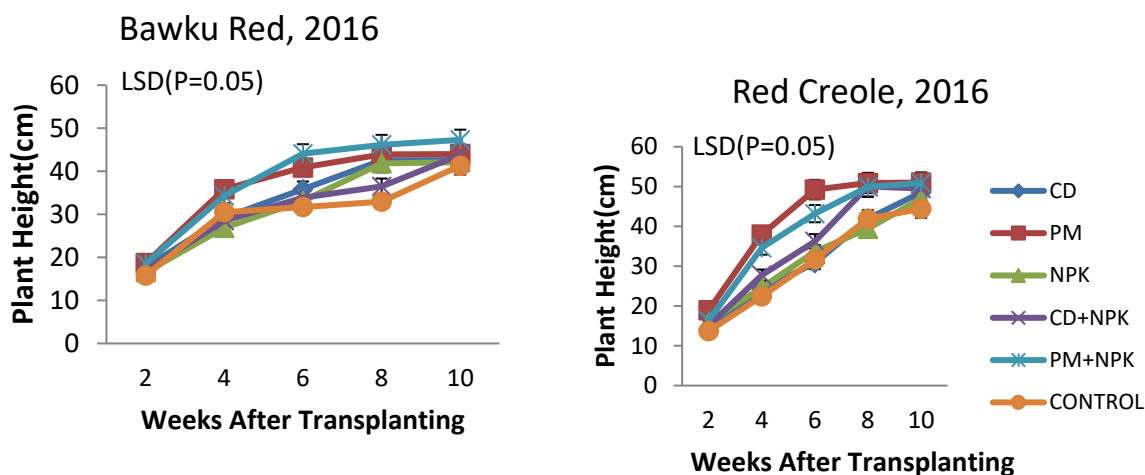 Bawku Red, 2016
LSD(P=0.05)
Plant Height(cm)
60
50
40
30
20
10
0
2 4 6 8 10
Weeks After Transplanting
Red Creole, 2016
LSD(P=0.05)
Plant Height(cm)
60
50
40
30
20
10
0
2 4 6 8 10
Weeks After Transplanting
CD
PM
NPK
CD+NPK
PM+NPK
CONTROL